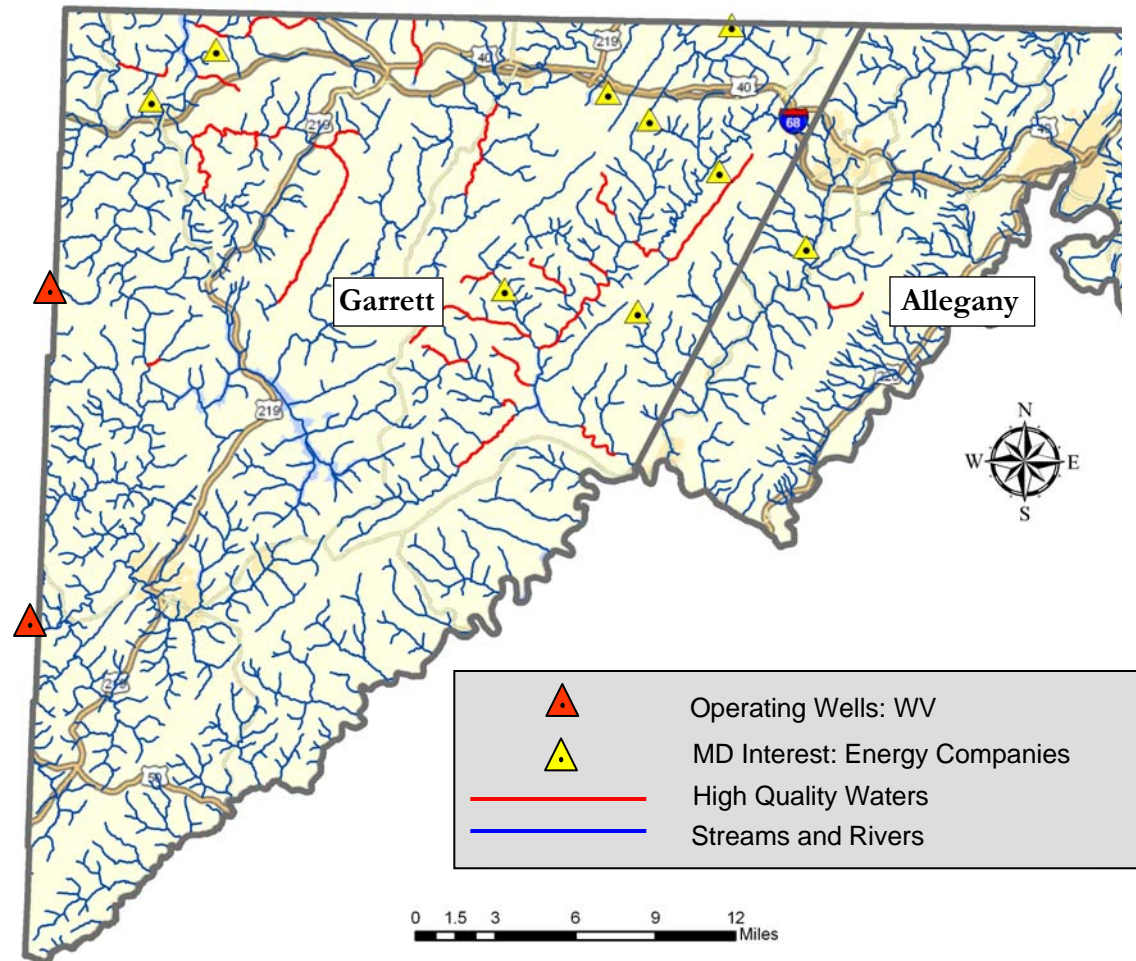 219
40
40
219
68
40
Garrett
Allegany
220
219
N
W E
S
219
50
Operating Wells: WV
MD Interest: Energy Companies
High Quality Waters
Streams and Rivers
0 1.5 3 6 9 12
Miles